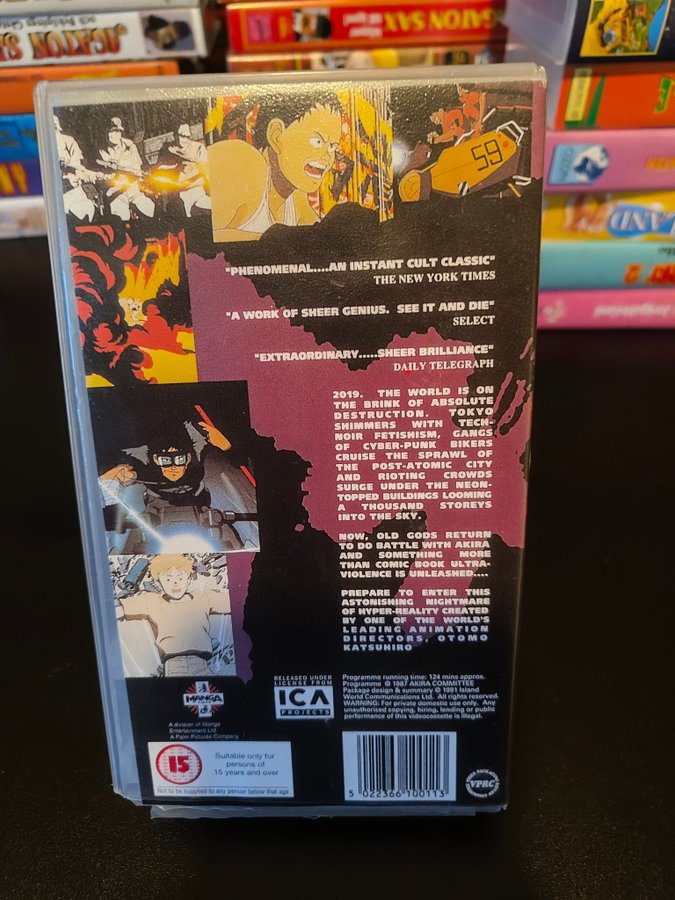 AGATON SAX
AGATON SAX
59
LAND
2
"PHENOMENAL....AN INSTANT CULT CLASSIC"
THE NEW YORK TIMES
"A WORK OF SHEER GENIUS. SEE IT AND DIE"
SELECT
"EXTRAORDINARY.....SHEER BRILLIANCE"
DAILY TELEGRAPH
2019. THE WORLD IS ON
THE BRINK OF ABSOLUTE
DESTRUCTION. TOKYO
SHIMMERS WITH TECH-
NOIR FETISHISM, GANGS
OF CYBER-PUNK BIKERS
CRUISE THE SPRAWL OF
THE POST-ATOMIC CITY
AND RIOTING CROWDS
SURGE UNDER THE NEON-
TOPPED BUILDINGS LOOMING
A THOUSAND STOREYS
INTO THE SKY.
NOW, OLD GODS RETURN
TO DO BATTLE WITH AKIRA
AND SOMETHING MORE
THAN COMIC BOOK ULTRA-
VIOLENCE IS UNLEASHED....
PREPARE TO ENTER THIS
ASTONISHING NIGHTMARE
OF HYPER-REALITY CREATED
BY ONE OF THE WORLD'S
LEADING ANIMATION
DIRECTORS, OTOMO
KATSUHIRO
MANGA
A division of Manga
Entertainment Ltd
A Palm Pictures Company
RELEASED UNDER
LICENSE FROM
ICA
PROJECTS
Programme running time: 124 mins approx.
Programme © 1987 AKIRA COMMITTEE
Package design & summary © 1991 Island
World Communications Ltd. All rights reserved.
WARNING: For private domestic use only. Any
unauthorised copying, hiring, lending or public
performance of this videocassette is illegal.
15
Suitable only for
persons of
15 years and over
Not to be supplied to any person below that age
5 022366 100113
VPRC